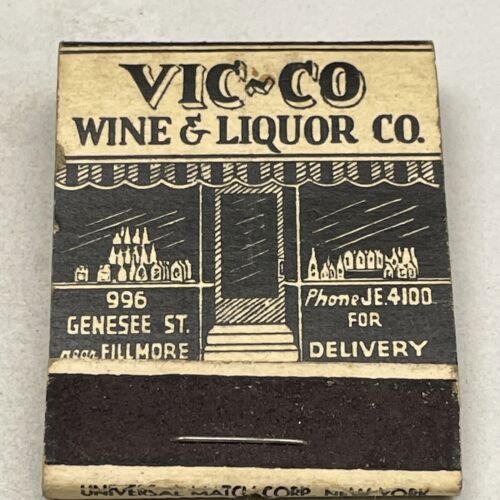 VIC~CO
WINE & LIQUOR CO.
996
GENESEE ST.
near FILLMORE
Phone JE.4100
FOR
DELIVERY
UNIVERSAL MATCH CORP. NEW YORK